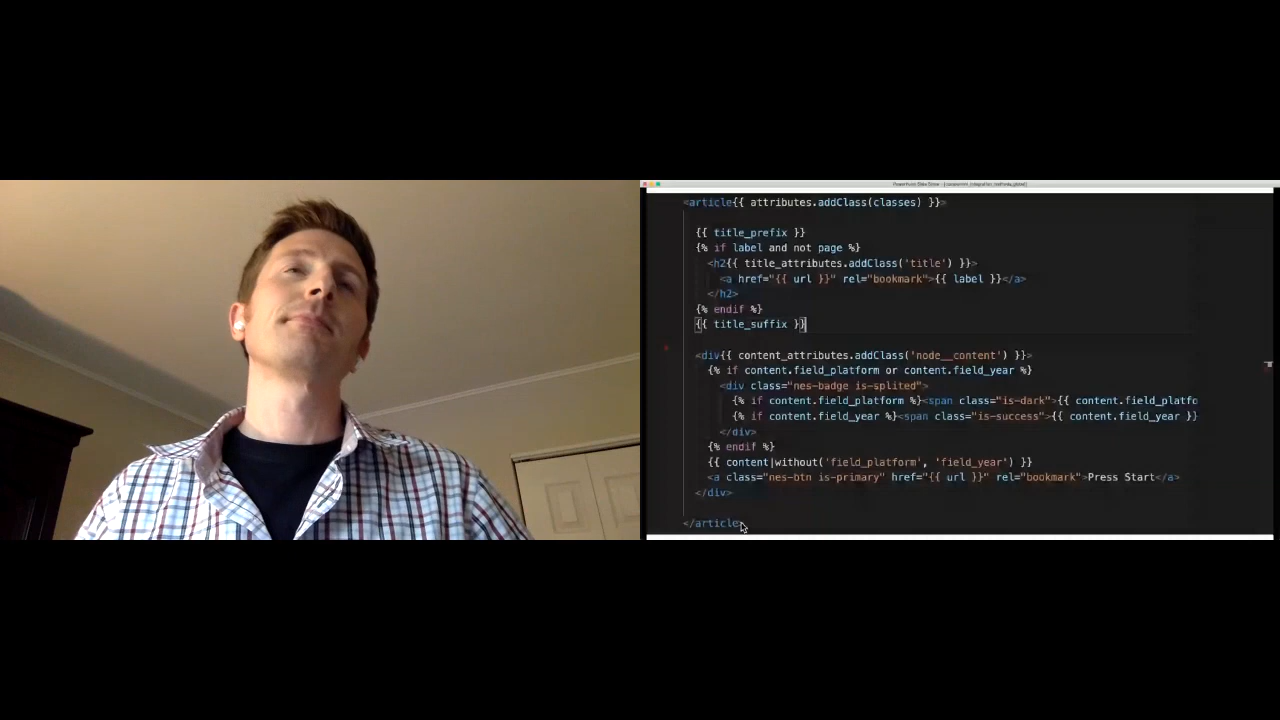 <article{{ attributes.addClass(classes) }}>
{{ title_prefix }}
{% if label and not page %}
<h2{{ title_attributes.addClass('title') }}>
<a href="{{ url }}" rel="bookmark">{{ label }}</a>
</h2>
{% endif %}
{{ title_suffix }}
<div{{ content_attributes.addClass('node__content') }}>
{% if content.field_platform or content.field_year %}
<div class="nes-badge is-splited">
{% if content.field_platform %}<span class="is-dark">{{ content.field_platfo
{% if content.field_year %}<span class="is-success">{{ content.field_year }}
</div>
{% endif %}
{{ content|without('field_platform', 'field_year') }}
<a class="nes-btn is-primary" href="{{ url }}" rel="bookmark">Press Start</a>
</div>
</article>